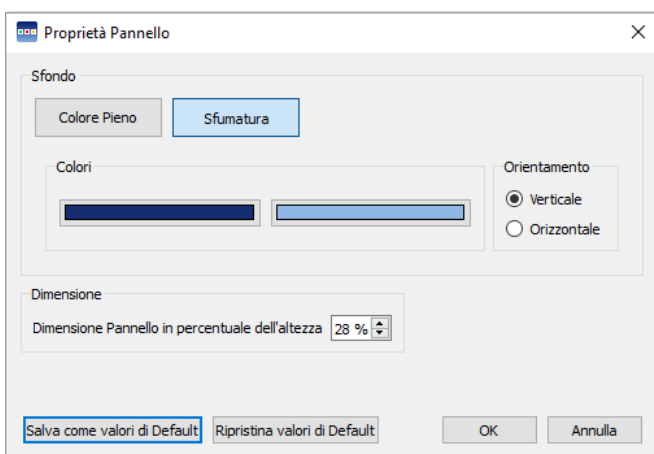 Proprietà Pannello
Sfondo
Colore Pieno
Sfumatura
Colori
Orientamento
Verticale
Orizzontale
Dimensione
Dimensione Pannello in percentuale dell'altezza 28 %
Salva come valori di Default Ripristina valori di Default OK Annulla